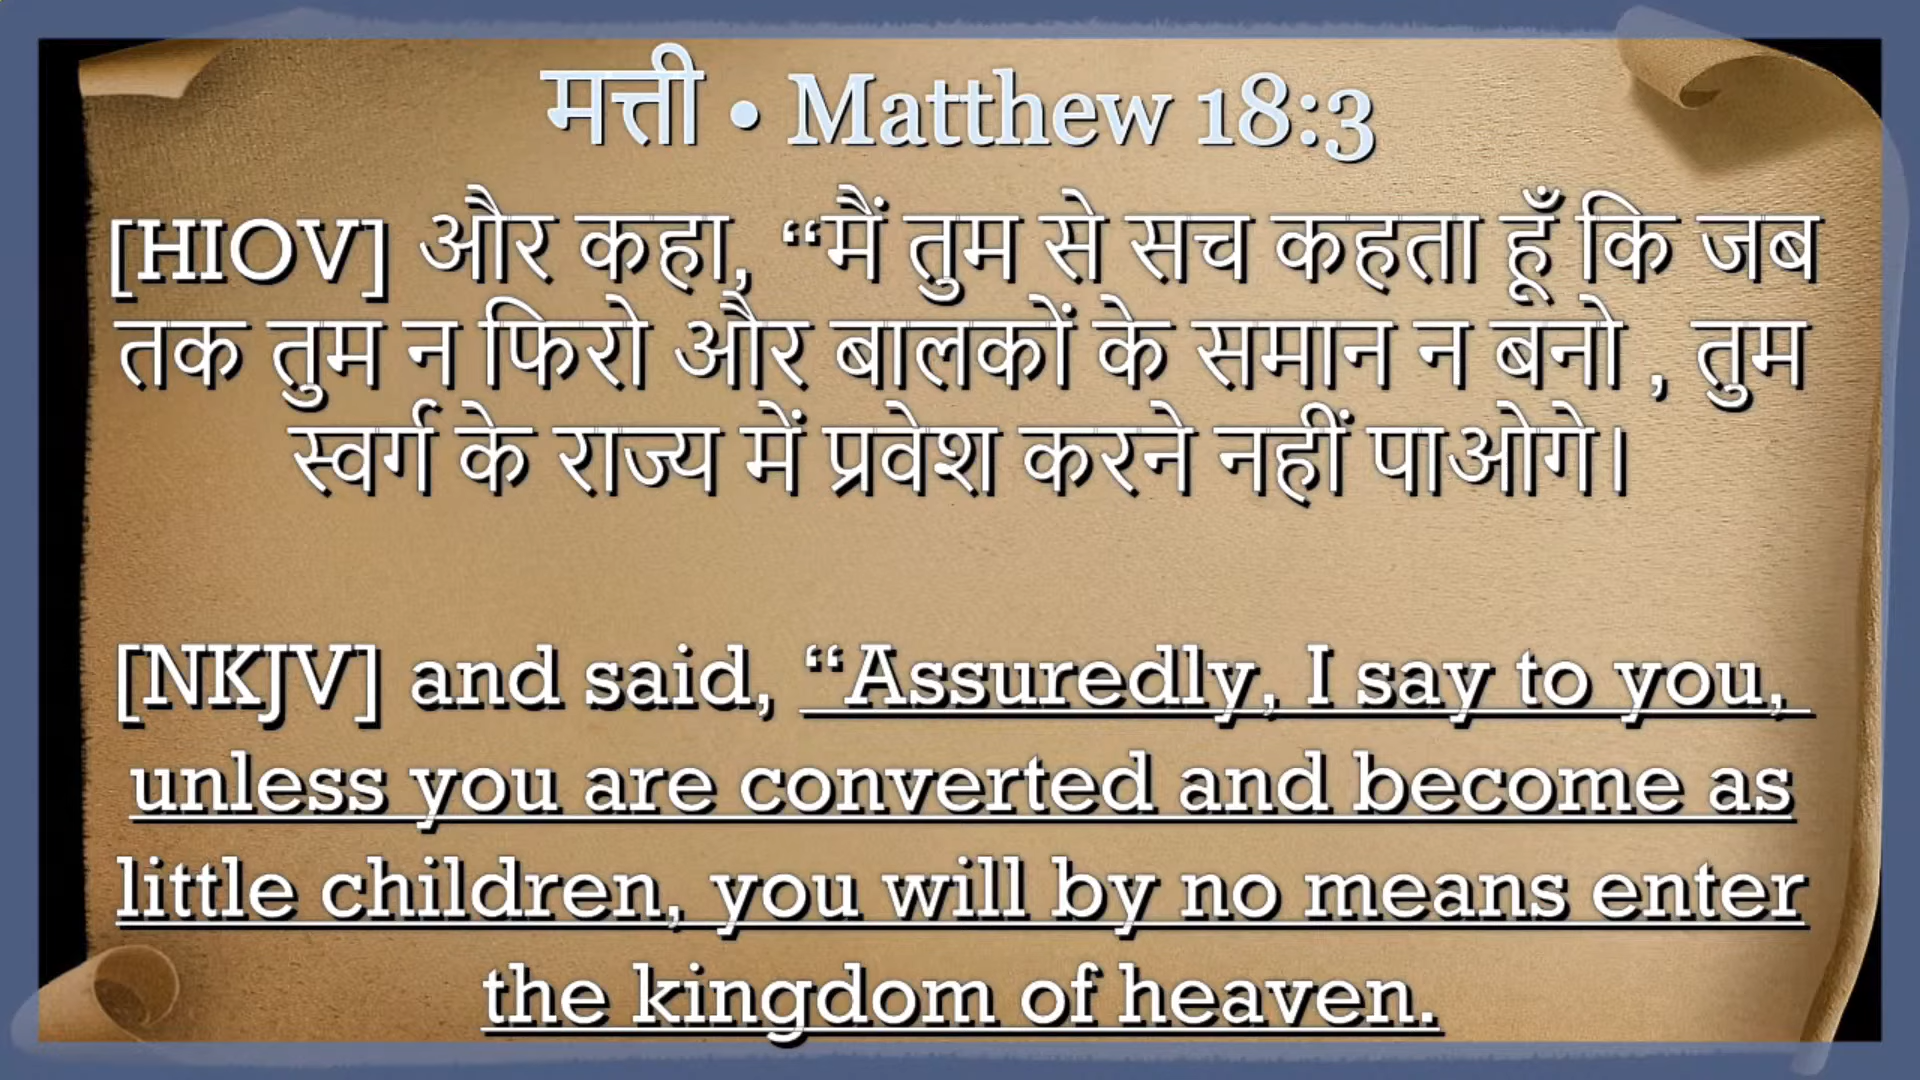 मत्ती • Matthew 18:3
[HIOV] और कहा, “मैं तुम से सच कहता हूँ कि जब
तक तुम न फिरो और बालकों के समान न बनो , तुम
स्वर्ग के राज्य में प्रवेश करने नहीं पाओगे।
[NKJV] and said, “Assuredly, I say to you,
unless you are converted and become as
little children, you will by no means enter
the kingdom of heaven.